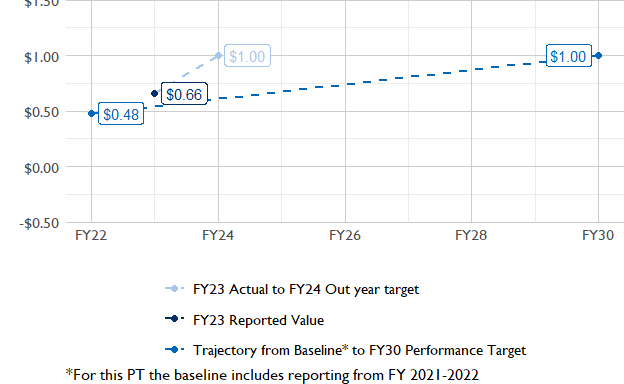 $1.50
$1.00
$1.00
$1.00
$0.66
$0.50
$0.48
$0.00
-$0.50
FY22 FY24 FY26 FY28 FY30
FY23 Actual to FY24 Out year target
FY23 Reported Value
Trajectory from Baseline* to FY30 Performance Target
*For this PT the baseline includes reporting from FY 2021-2022